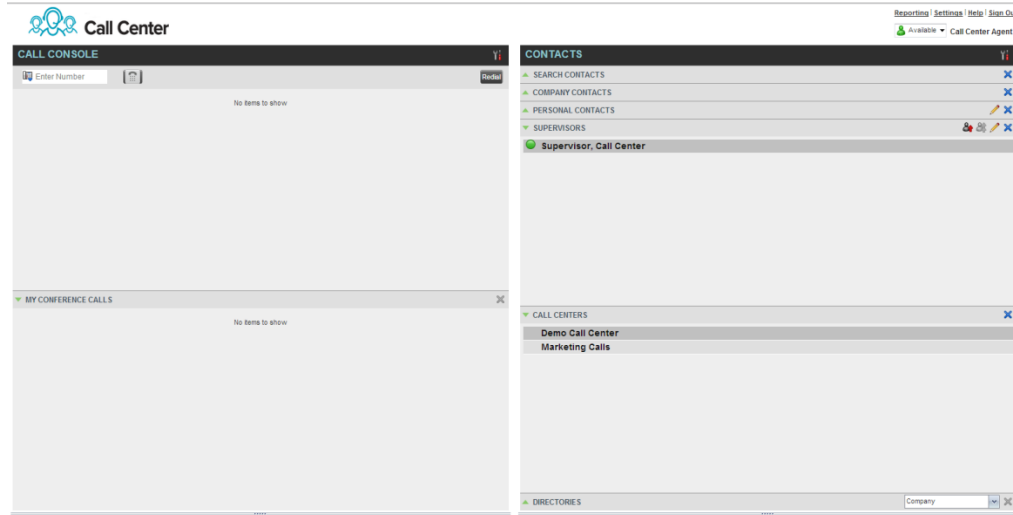 Call Center
Reporting | Settings | Help | Sign Ou
Available Call Center Agent
CALL CONSOLE
Enter Number
Redial
No items to show
MY CONFERENCE CALLS
No items to show
CONTACTS
SEARCH CONTACTS
COMPANY CONTACTS
PERSONAL CONTACTS
SUPERVISORS
Supervisor, Call Center
CALL CENTERS
Demo Call Center
Marketing Calls
DIRECTORIES
Company